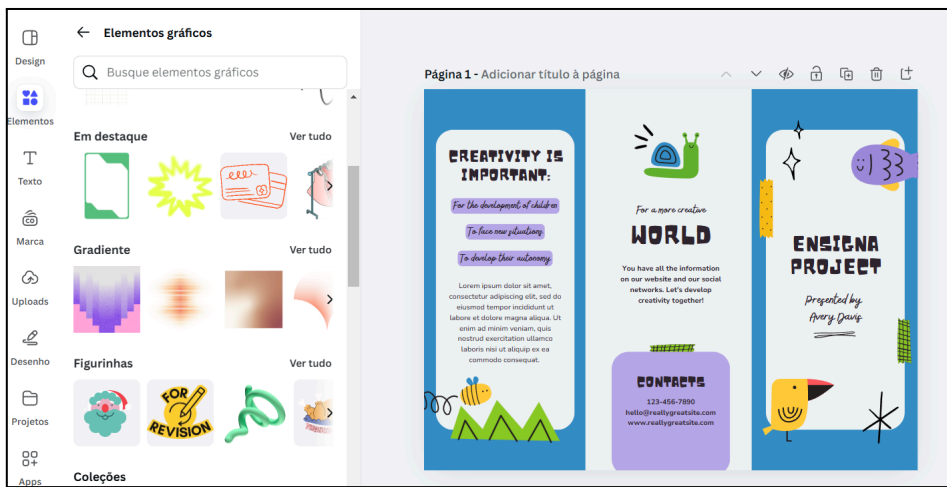 Design
Elementos
Texto
Marca
Uploads
Desenho
Projetos
Apps
Elementos gráficos
Busque elementos gráficos
Em destaque Ver tudo
Gradiente Ver tudo
Figurinhas Ver tudo
FOR
REVISION
Coleções
Página 1 - Adicionar título à página
CREATIVITY IS
IMPORTANT:
For the development of children
To face new situations
To develop their autonomy
Lorem ipsum dolor sit amet,
consectetur adipiscing elit, sed do
eiusmod tempor incididunt ut
labore et dolore magna aliqua. Ut
enim ad minim veniam, quis
nostrud exercitation ullamco
laboris nisi ut aliquip ex ea
commodo consequat.
For a more creative
WORLD
You have all the information
on our website and our social
networks. Let's develop
creativity together!
CONTACTS
123-456-7890
hello@reallygreatsite.com
www.reallygreatsite.com
ENSIGNA
PROJECT
Presented by
Avery Davis